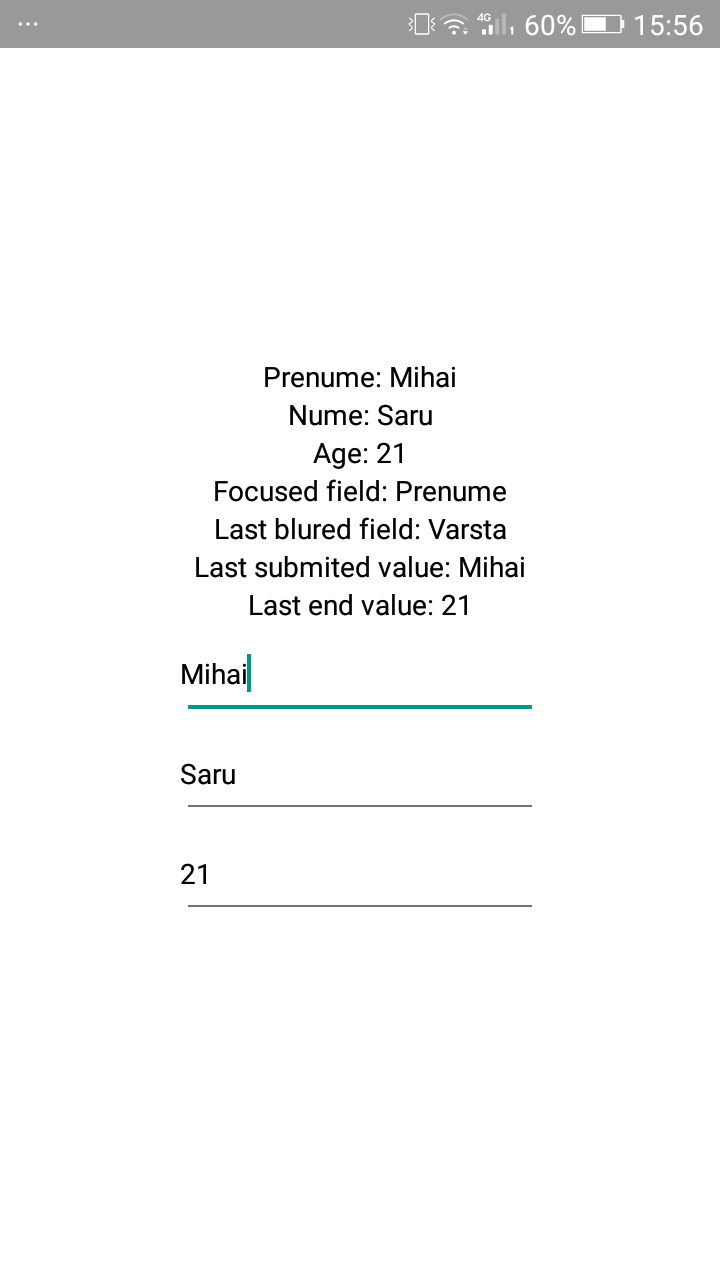 ... 4G 1 60% 15:56
Prenume: Mihai
Nume: Saru
Age: 21
Focused field: Prenume
Last blured field: Varsta
Last submited value: Mihai
Last end value: 21
Mihai
Saru
21